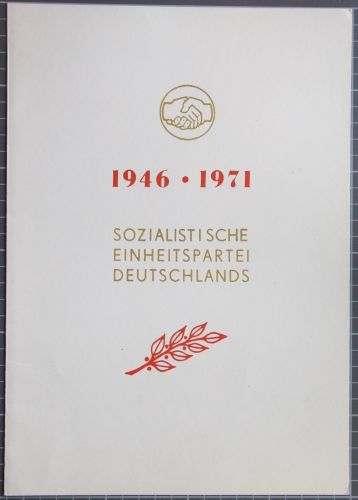 1946 • 1971
SOZIALISTISCHE
EINHEITSPARTEI
DEUTSCHLANDS